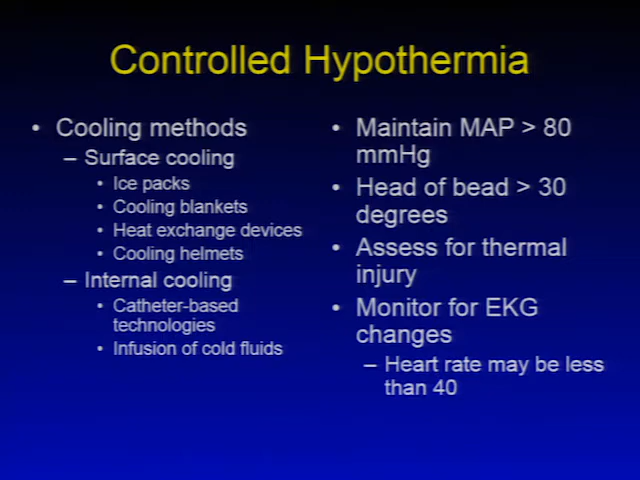 Controlled Hypothermia
• Cooling methods
– Surface cooling
• Ice packs
• Cooling blankets
• Heat exchange devices
• Cooling helmets
– Internal cooling
• Catheter-based
technologies
• Infusion of cold fluids
• Maintain MAP > 80
mmHg
• Head of bead > 30
degrees
• Assess for thermal
injury
• Monitor for EKG
changes
– Heart rate may be less
than 40